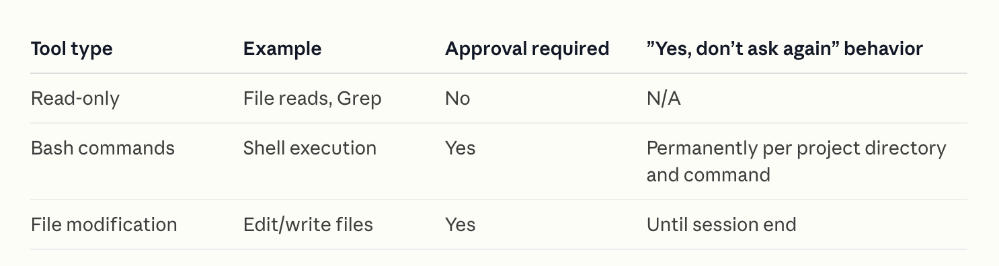 Tool type Example Approval required ”Yes, don’t ask again” behavior
Read-only File reads, Grep No N/A
Bash commands Shell execution Yes Permanently per project directory
and command
File modification Edit/write files Yes Until session end